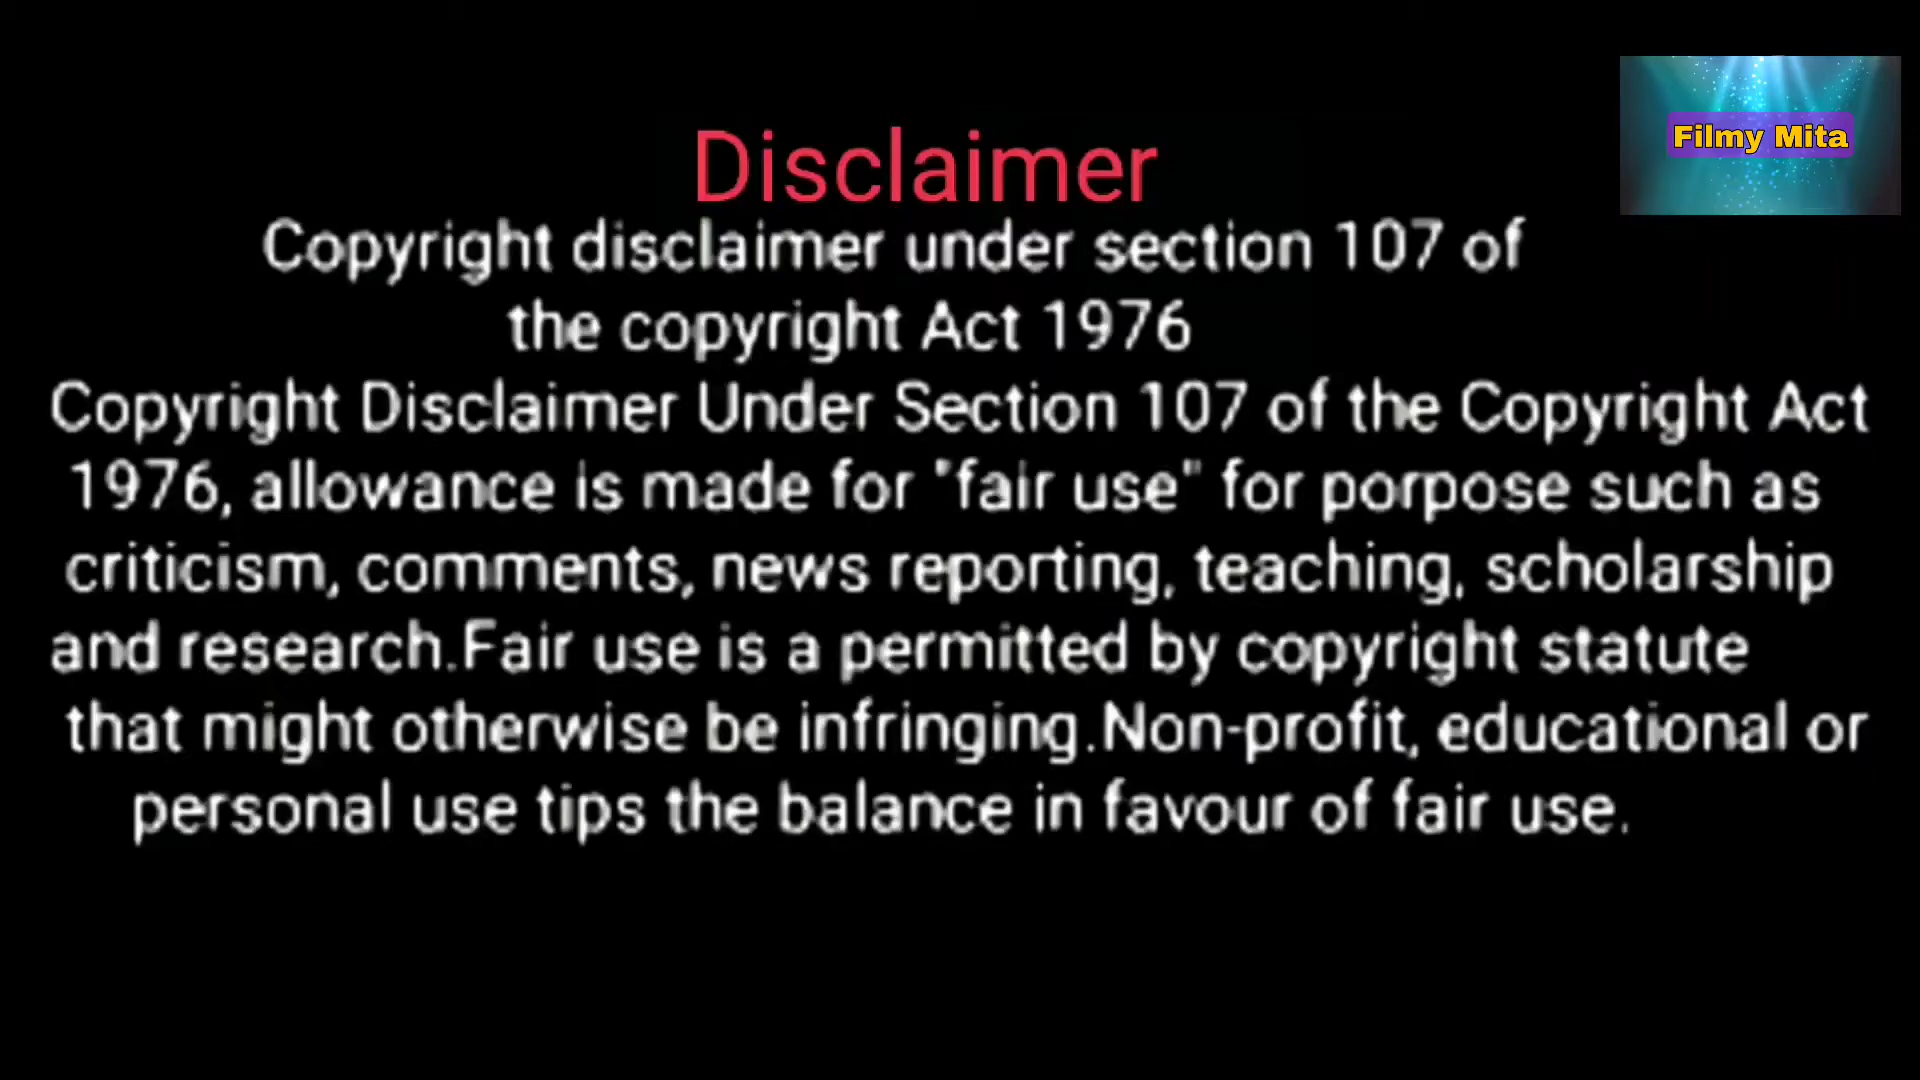 Disclaimer
Filmy Mita
Copyright disclaimer under section 107 of
the copyright Act 1976
Copyright Disclaimer Under Section 107 of the Copyright Act
1976, allowance is made for "fair use" for porpose such as
criticism, comments, news reporting, teaching, scholarship
and research.Fair use is a permitted by copyright statute
that might otherwise be infringing.Non-profit, educational or
personal use tips the balance in favour of fair use.